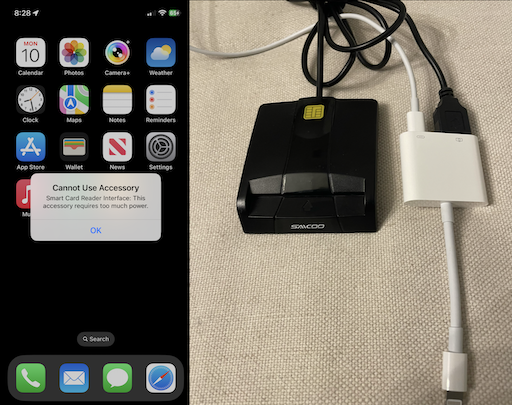 8:28
MON
10
Calendar
Photos
Camera+
Weather
Clock
Maps
Notes
Reminders
App Store
Wallet
News
Settings
Cannot Use Accessory
Smart Card Reader Interface: This
accessory requires too much power.
OK
Search
SAICOO